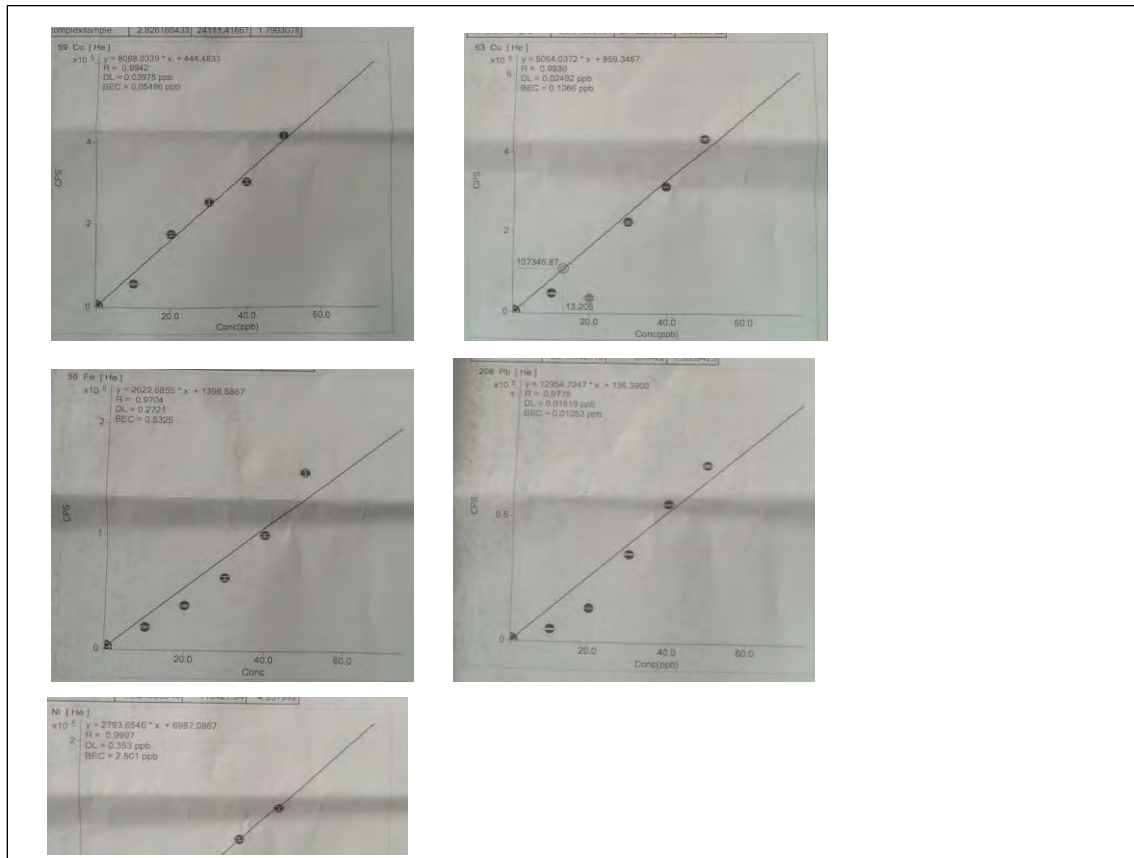 complexsample 2.926166433 24111.41667 1.7903078
59 Co [ He ]
x10 5 y = 8088.0339 * x + 444.4833
R = 0.9942
DL = 0.03975 ppb
BEC = 0.05496 ppb
4
CPS
2
0
20.0 40.0 60.0
Conc(ppb)
63 Cu [ He ]
x10 5 y = 8064.0372 * x + 859.3467
6 R = 0.9930
DL = 0.02492 ppb
BEC = 0.1066 ppb
4
CPS
2
107346.87
13.205
0
20.0 40.0 60.0
Conc(ppb)
56 Fe [ He ]
x10 5 y = 2622.6855 * x + 1396.5867
R = 0.9704
DL = 0.2721
2 BEC = 0.5325
CPS
1
0
20.0 40.0 60.0
Conc
208 Pb [ He ]
x10 5 y = 12954.7247 * x + 136.3900
1 R = 0.9778
DL = 0.01519 ppb
BEC = 0.01053 ppb
CPS
0.5
0
20.0 40.0 60.0
Conc(ppb)
Ni [ He ]
x10 5 y = 2793.6546 * x + 6987.0867
2 R = 0.9997
DL = 0.353 ppb
BEC = 2.501 ppb